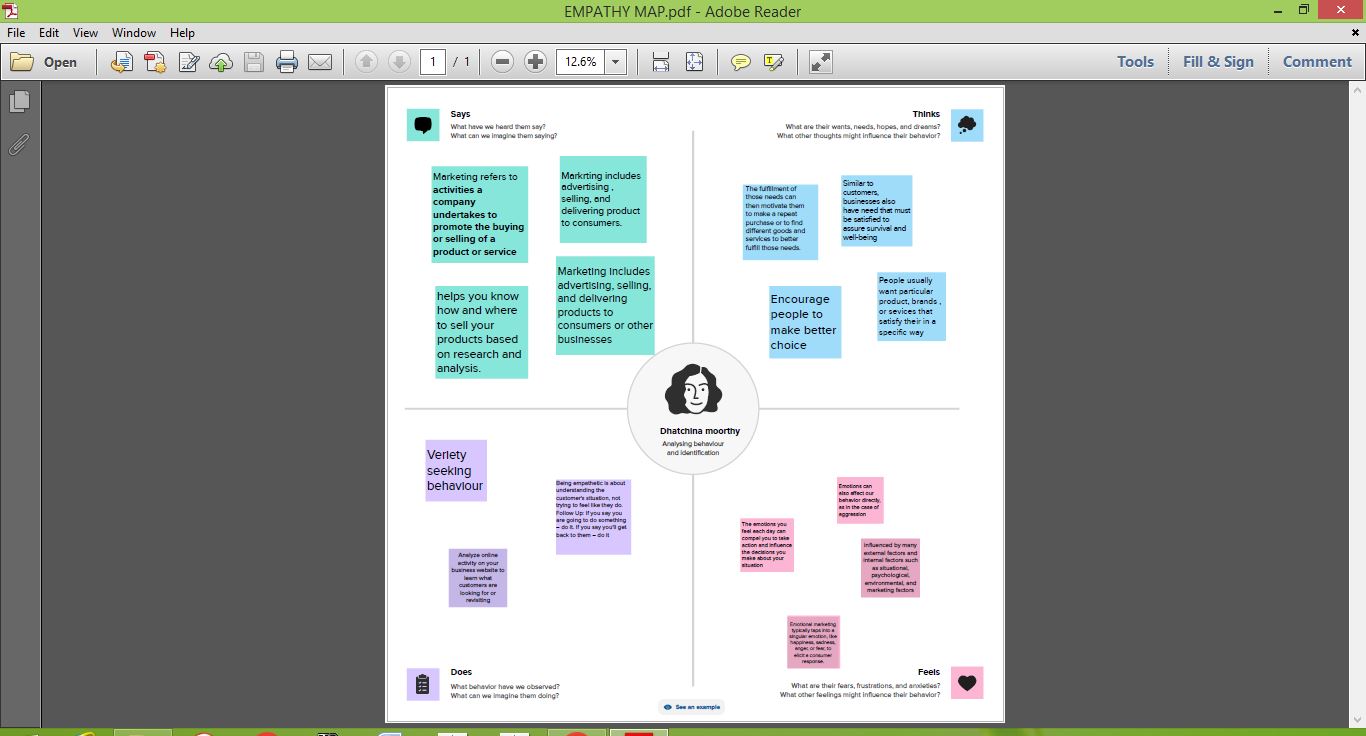 EMPATHY MAP.pdf - Adobe Reader
File Edit View Window Help
Open
1 / 1
12.6%
Tools
Fill & Sign
Comment
Says
What have we heard them say?
What can we imagine them saying?
Thinks
What are their wants, needs, hopes, and dreams?
What other thoughts might influence their behavior?
Marketing refers to
activities a
company
undertakes to
promote the buying
or selling of a
product or service
Markrting includes
advertising ,
selling, and
delivering product
to consumers.
helps you know
how and where
to sell your
products based
on research and
analysis.
Marketing includes
advertising, selling,
and delivering
products to
consumers or other
businesses
The fulfillment of
those needs can
then motivate them
to make a repeat
purchase or to find
different goods and
services to better
fulfill those needs.
Similar to
customers,
businesses also
have need that must
be satisfied to
assure survival and
well-being
Encourage
people to
make better
choice
People usually
want particular
product, brands ,
or sevices that
satisfy their in a
specific way
Dhatchina moorthy
Analysing behaviour
and identification
Veriety
seeking
behaviour
Being empathetic is about
understanding the
customer's situation, not
trying to feel like they do.
Follow Up: If you say you
are going to do something
– do it. If you say you'll get
back to them – do it
Analyze online
activity on your
business website to
learn what
customers are
looking for or
revisiting
Emotions can
also affect our
behavior directly,
as in the case of
aggression
The emotions you
feel each day can
compel you to take
action and influence
the decisions you
make about your
situation
influenced by many
external factors and
internal factors such
as situational,
psychological,
environmental, and
marketing factors
Emotional marketing
typically taps into a
singular emotion, like
happiness, sadness,
anger, or fear, to
elicit a consumer
response.
Does
What behavior have we observed?
What can we imagine them doing?
Feels
What are their fears, frustrations, and anxieties?
What other feelings might influence their behavior?
See an example